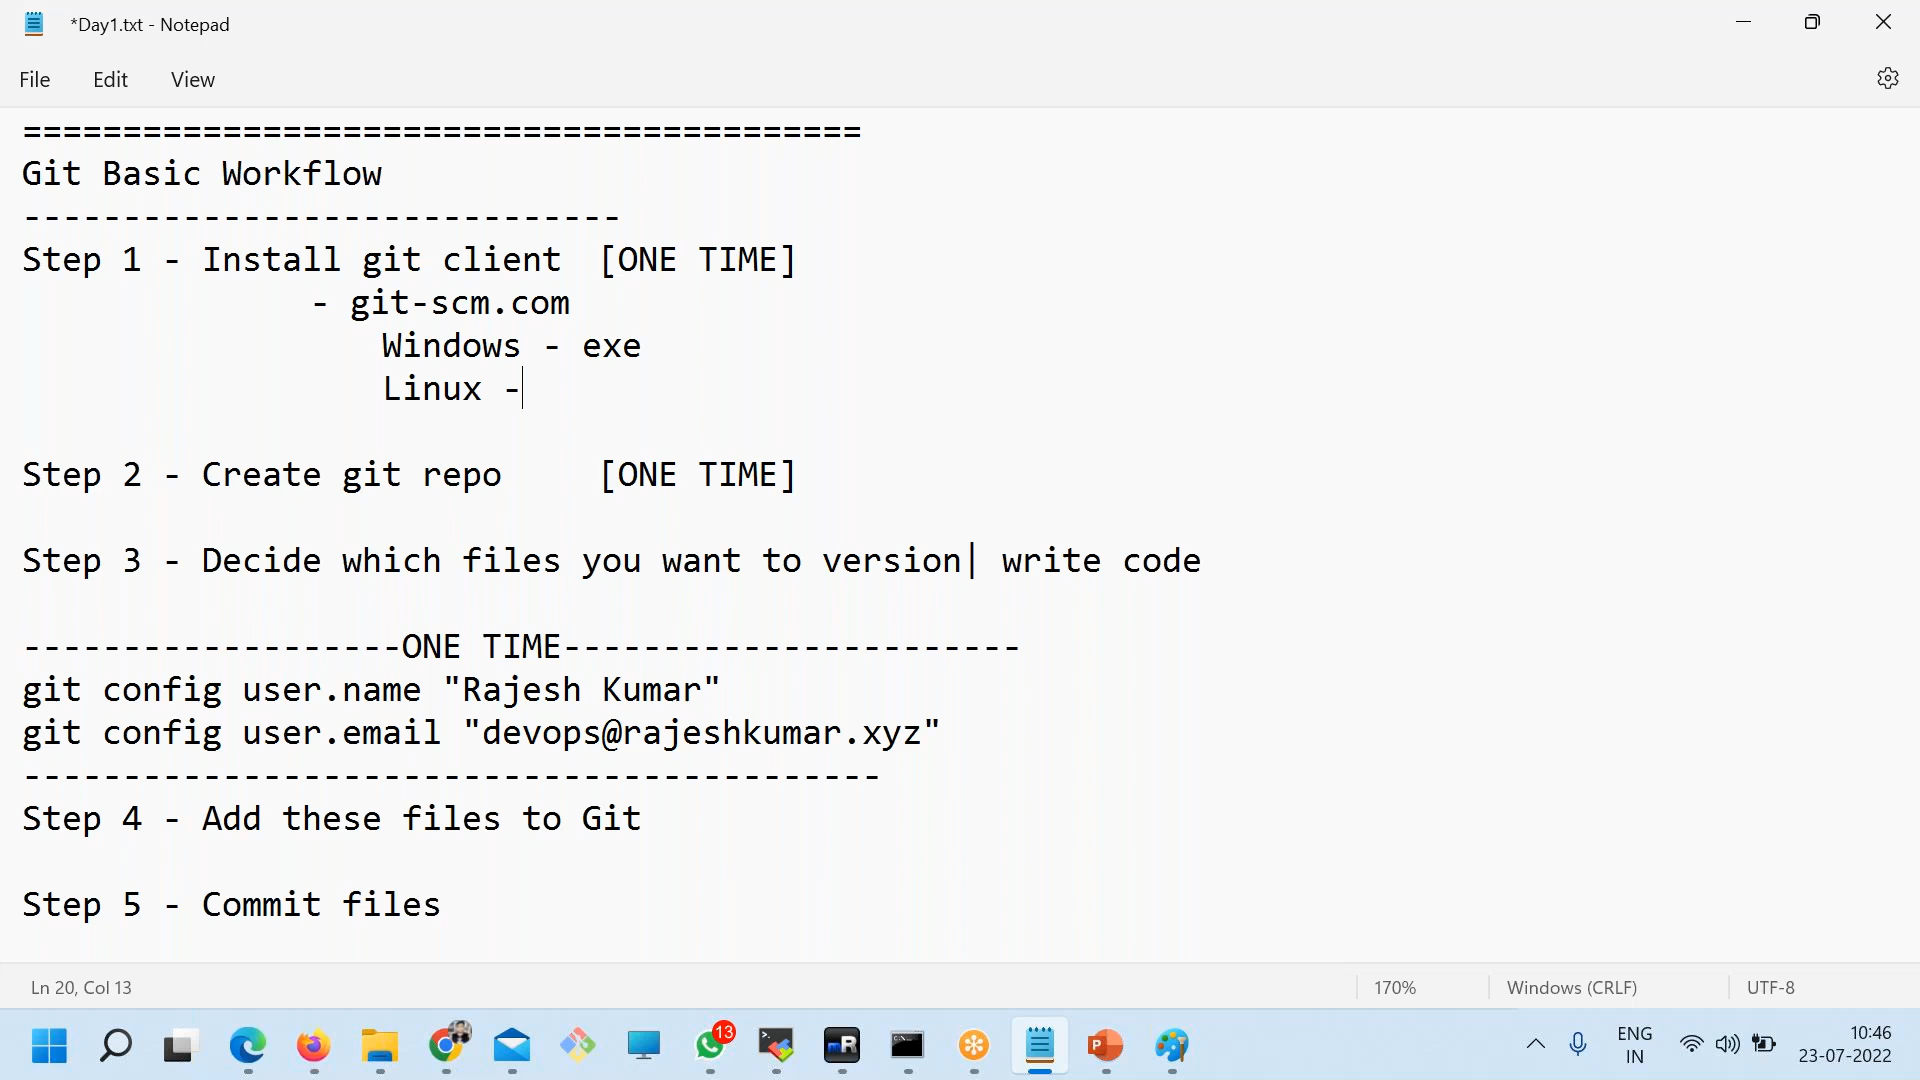 *Day1.txt - Notepad
File Edit View
==========================================
Git Basic Workflow
------------------------------
Step 1 - Install git client [ONE TIME]
- git-scm.com
Windows - exe
Linux -
Step 2 - Create git repo [ONE TIME]
Step 3 - Decide which files you want to version| write code
-------------------ONE TIME-----------------------
git config user.name "Rajesh Kumar"
git config user.email "devops@rajeshkumar.xyz"
-------------------------------------------
Step 4 - Add these files to Git
Step 5 - Commit files
Ln 20, Col 13 170% Windows (CRLF) UTF-8
13
ENG 10:46
IN 23-07-2022